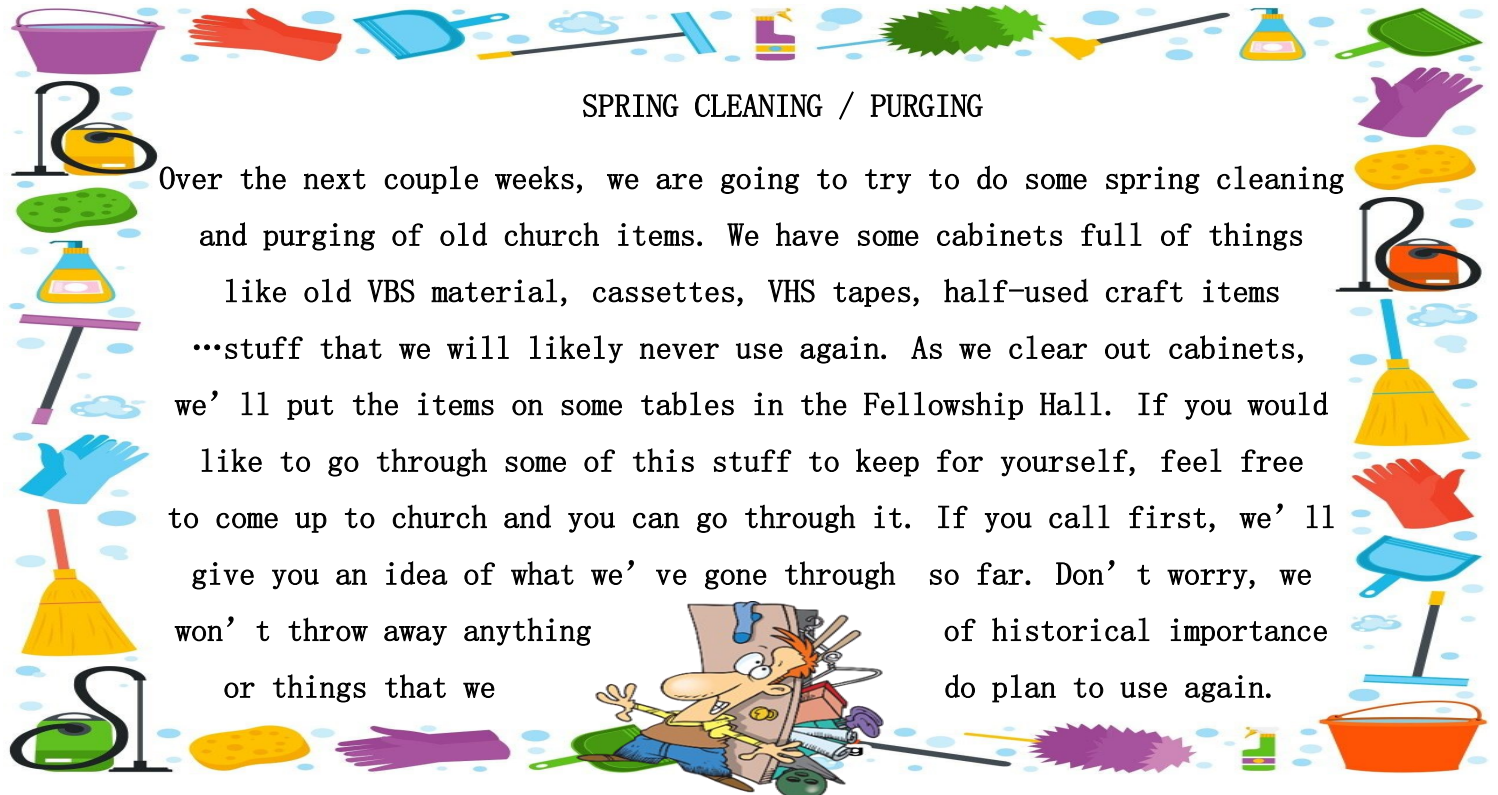 SPRING CLEANING / PURGING
Over the next couple weeks, we are going to try to do some spring cleaning
and purging of old church items. We have some cabinets full of things
like old VBS material, cassettes, VHS tapes, half-used craft items
…stuff that we will likely never use again. As we clear out cabinets,
we’ll put the items on some tables in the Fellowship Hall. If you would
like to go through some of this stuff to keep for yourself, feel free
to come up to church and you can go through it. If you call first, we’ll
give you an idea of what we’ve gone through so far. Don’t worry, we
won’t throw away anything of historical importance
or things that we do plan to use again.
g